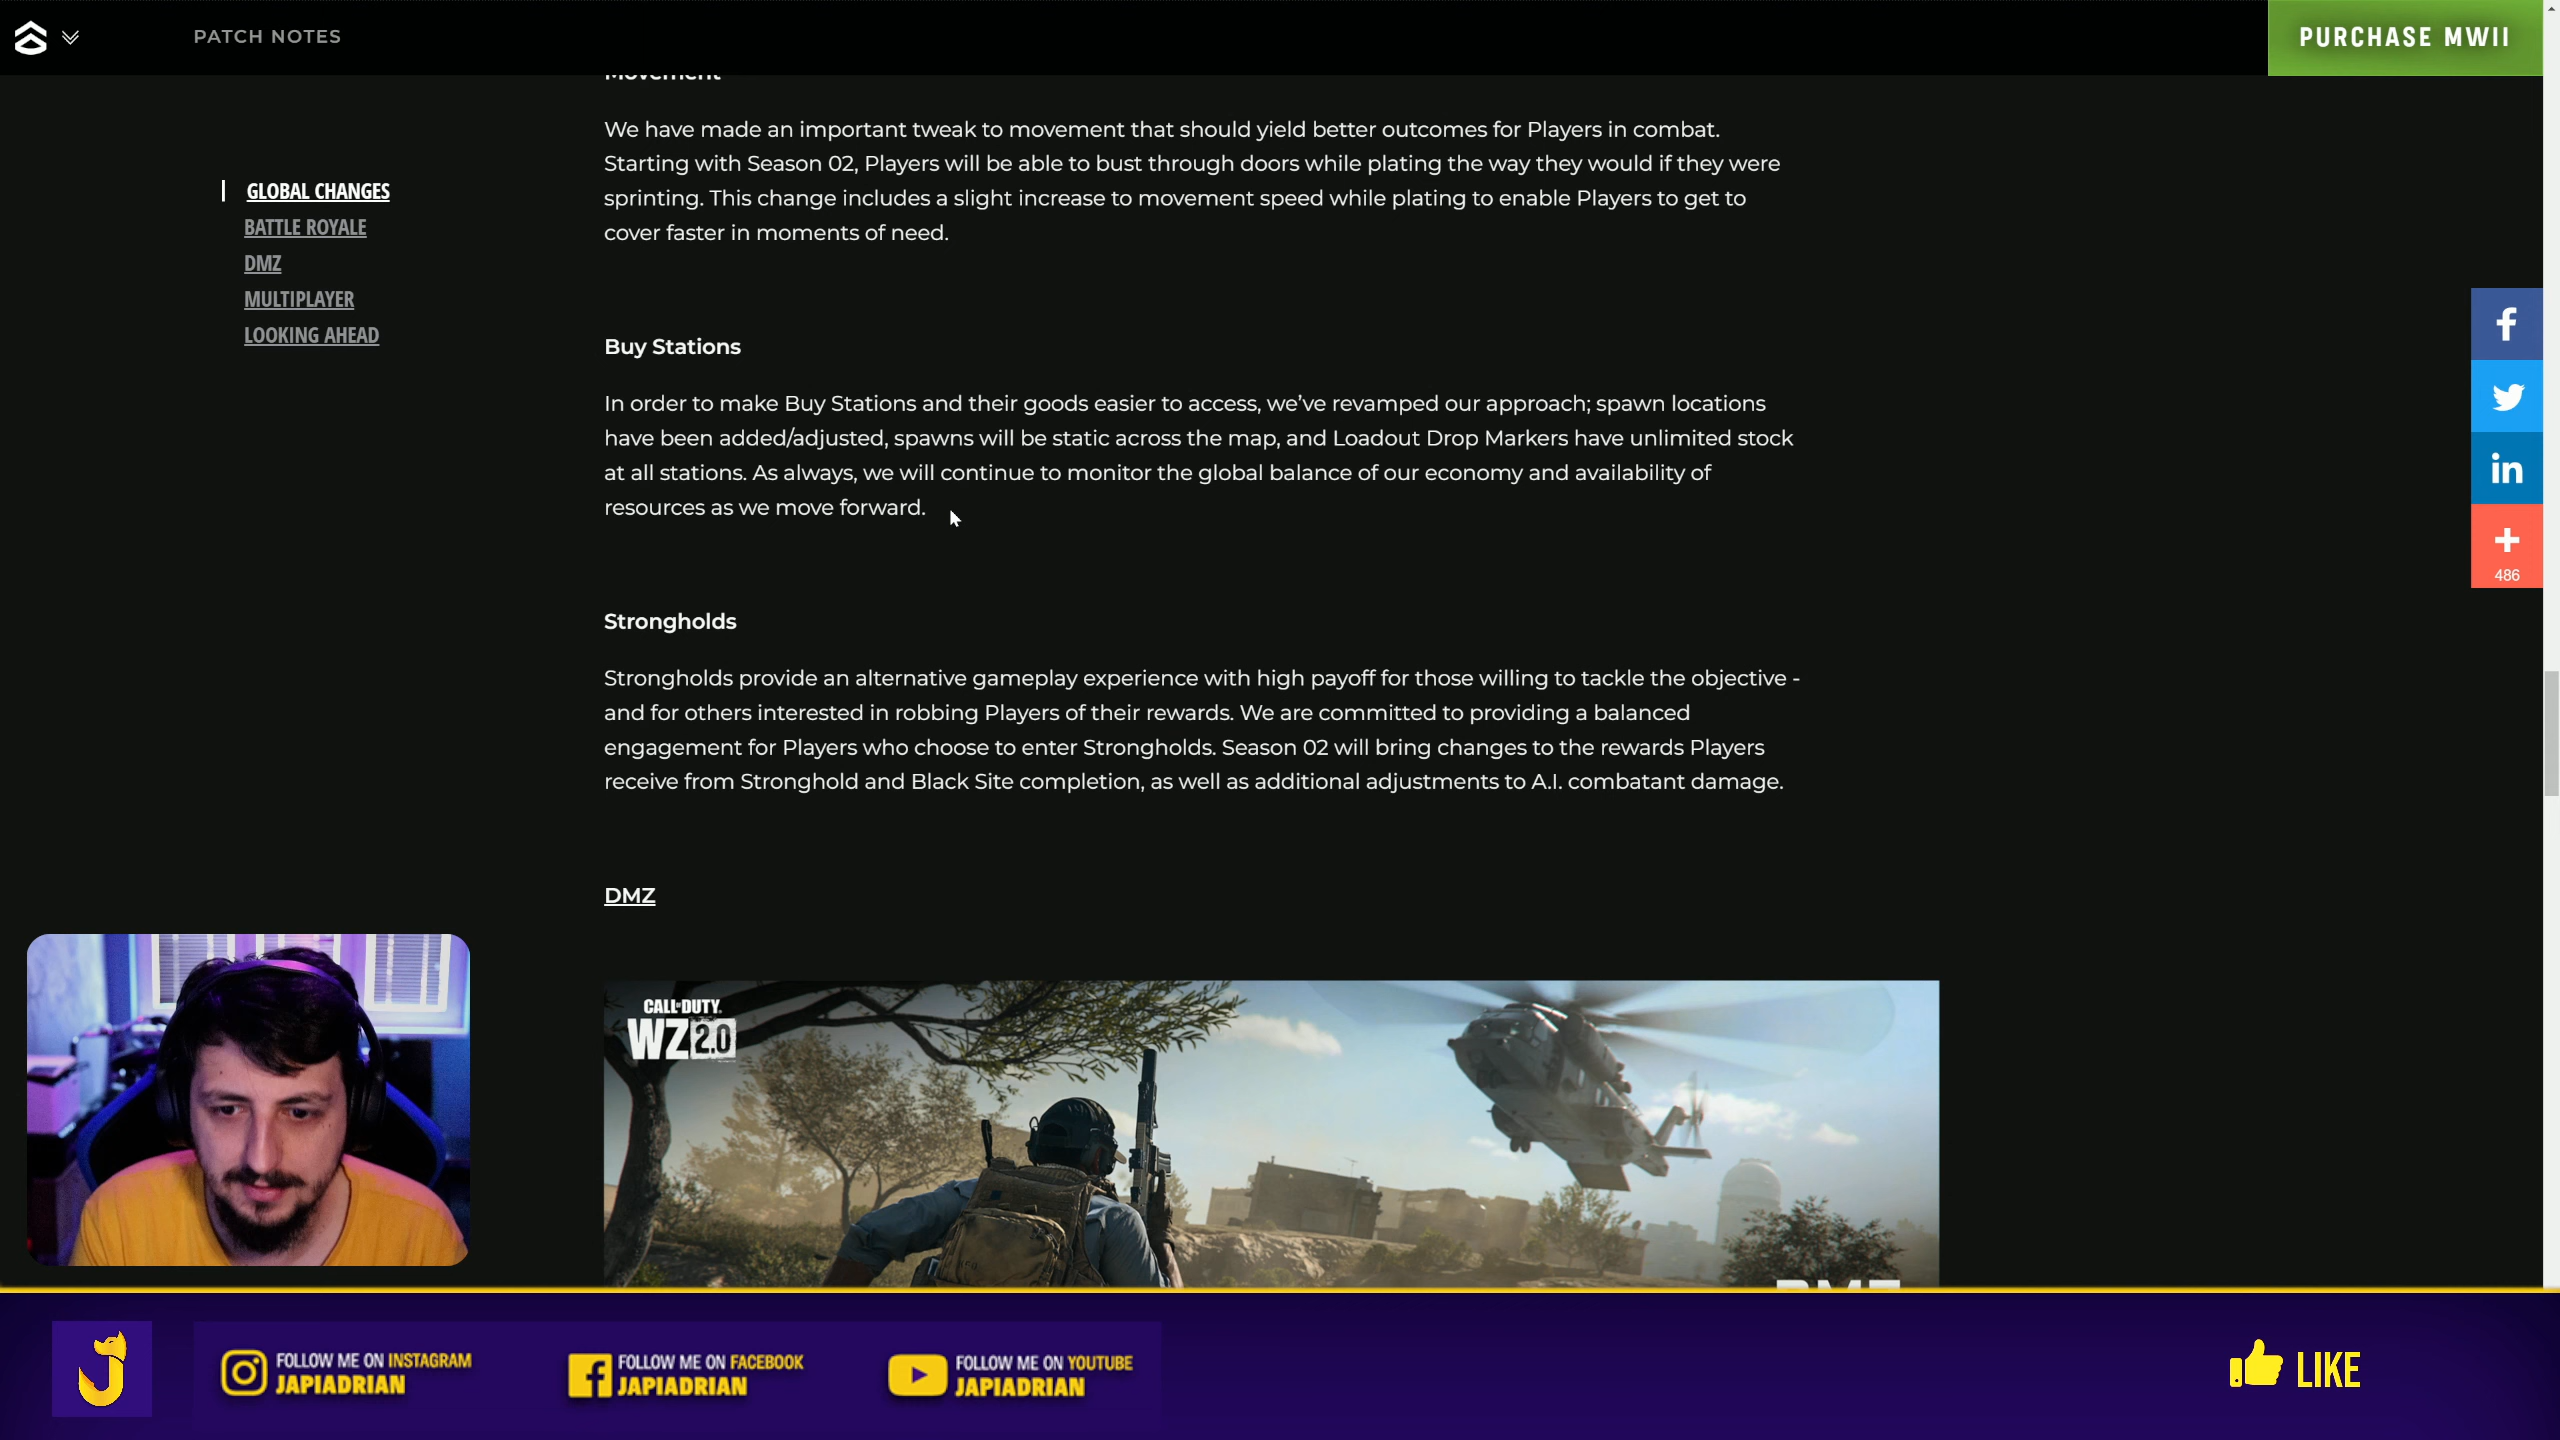 PATCH NOTES
PURCHASE MWII
Movement
GLOBAL CHANGES
BATTLE ROYALE
DMZ
MULTIPLAYER
LOOKING AHEAD
We have made an important tweak to movement that should yield better outcomes for Players in combat.
Starting with Season 02, Players will be able to bust through doors while plating the way they would if they were
sprinting. This change includes a slight increase to movement speed while plating to enable Players to get to
cover faster in moments of need.
Buy Stations
In order to make Buy Stations and their goods easier to access, we’ve revamped our approach; spawn locations
have been added/adjusted, spawns will be static across the map, and Loadout Drop Markers have unlimited stock
at all stations. As always, we will continue to monitor the global balance of our economy and availability of
resources as we move forward.
486
Strongholds
Strongholds provide an alternative gameplay experience with high payoff for those willing to tackle the objective -
and for others interested in robbing Players of their rewards. We are committed to providing a balanced
engagement for Players who choose to enter Strongholds. Season 02 will bring changes to the rewards Players
receive from Stronghold and Black Site completion, as well as additional adjustments to A.I. combatant damage.
DMZ
CALL OF DUTY
WZ 2.0
DMZ
FOLLOW ME ON INSTAGRAM
JAPIADRIAN
FOLLOW ME ON FACEBOOK
JAPIADRIAN
FOLLOW ME ON YOUTUBE
JAPIADRIAN
LIKE